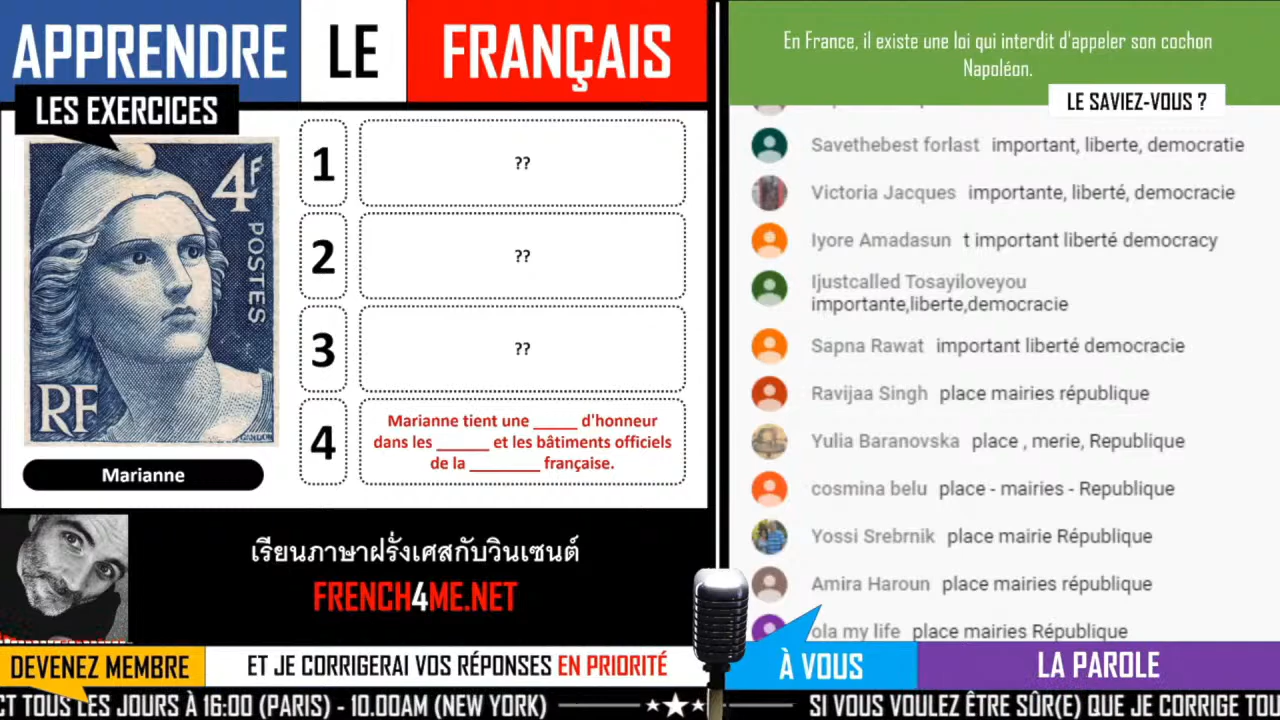 APPRENDRE LE FRANÇAIS
LES EXERCICES
4F
POSTES
RF
Marianne
1
??
2
??
3
??
4
Marianne tient une _____ d'honneur
dans les ______ et les bâtiments officiels
de la ________ française.
เรียนภาษาฝรั่งเศสกับวินเซนต์
FRENCH4ME.NET
DEVENEZ MEMBRE
ET JE CORRIGERAI VOS RÉPONSES EN PRIORITÉ
En France, il existe une loi qui interdit d'appeler son cochon
Napoléon.
LE SAVIEZ-VOUS ?
Savethebest forlast important, liberte, democratie
Victoria Jacques importante, liberté, democracie
Iyore Amadasun t important liberté democracy
Ijustcalled Tosayiloveyou
importante,liberte,democracie
Sapna Rawat important liberté democracie
Ravijaa Singh place mairies république
Yulia Baranovska place , merie, Republique
cosmina belu place - mairies - Republique
Yossi Srebrnik place mairie République
Amira Haroun place mairies république
ola my life place mairies République
À VOUS
LA PAROLE
CT TOUS LES JOURS À 16:00 (PARIS) - 10.00AM (NEW YORK)
SI VOUS VOULEZ ÊTRE SÛR(E) QUE JE CORRIGE TOU